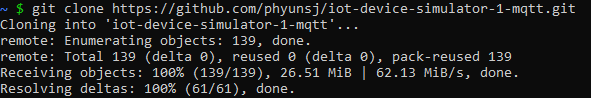 ~ $ git clone https://github.com/phyunsj/iot-device-simulator-1-mqtt.git
Cloning into 'iot-device-simulator-1-mqtt'...
remote: Enumerating objects: 139, done.
remote: Total 139 (delta 0), reused 0 (delta 0), pack-reused 139
Receiving objects: 100% (139/139), 26.51 MiB | 62.13 MiB/s, done.
Resolving deltas: 100% (61/61), done.